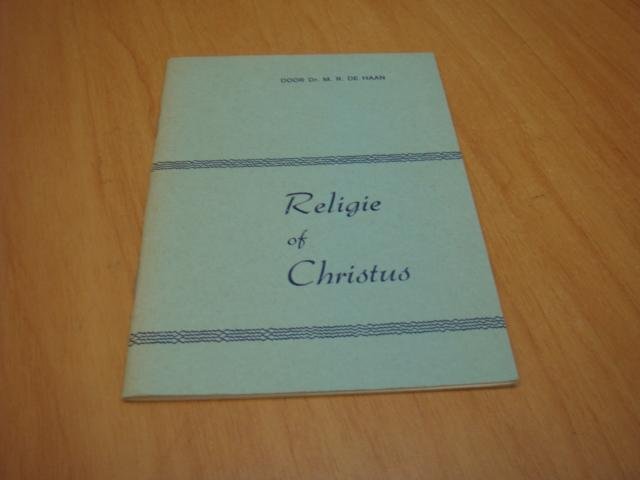 DOOR Dr. M. R. DE HAAN
Religie
of
Christus